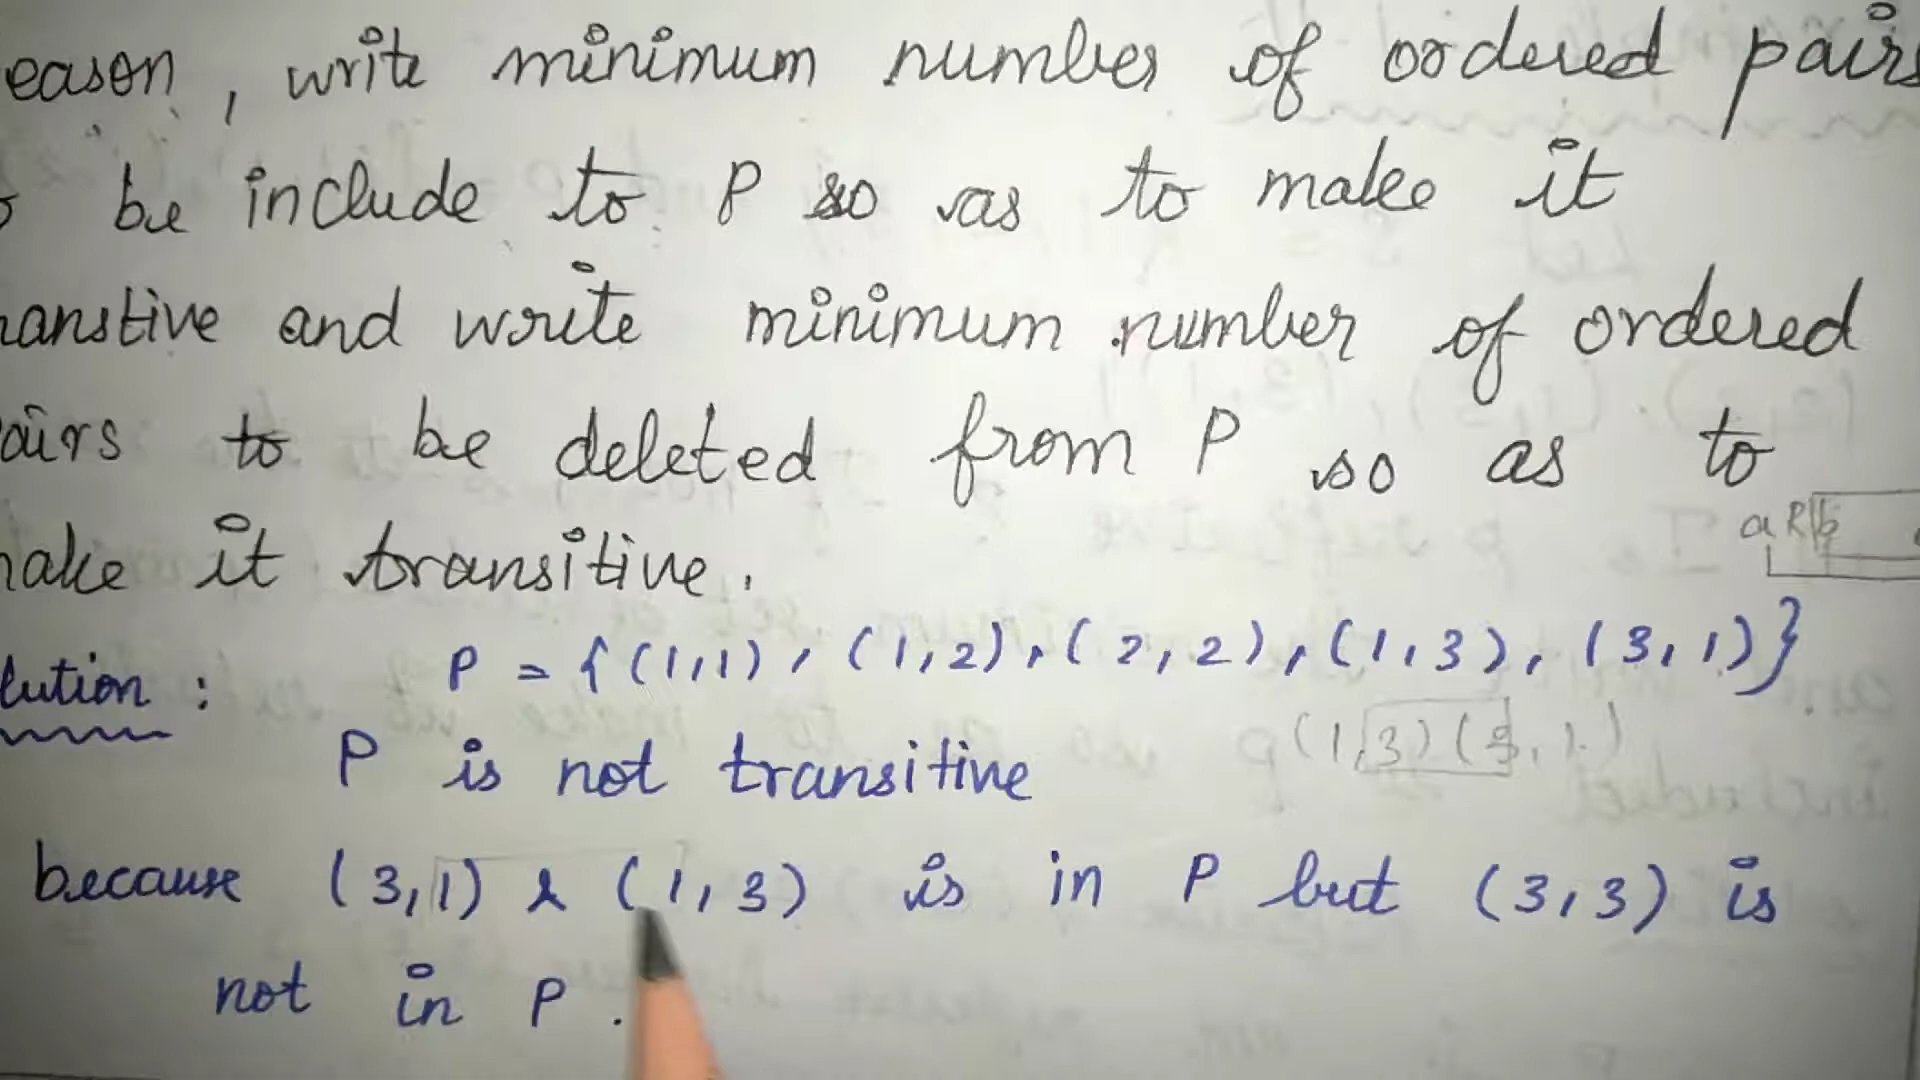 eason, write minimum number of ordered pairs
be include to P so as to make it
ranstive and write minimum number of ordered
airs to be deleted from P so as to
make it transitive.
a R b
lution : P = { (1,1), (1,2), (2,2), (1,3), (3,1)}
P is not transitive (1,3) (3,1)
because (3,1) & (1,3) is in P but (3,3) is
not in P.